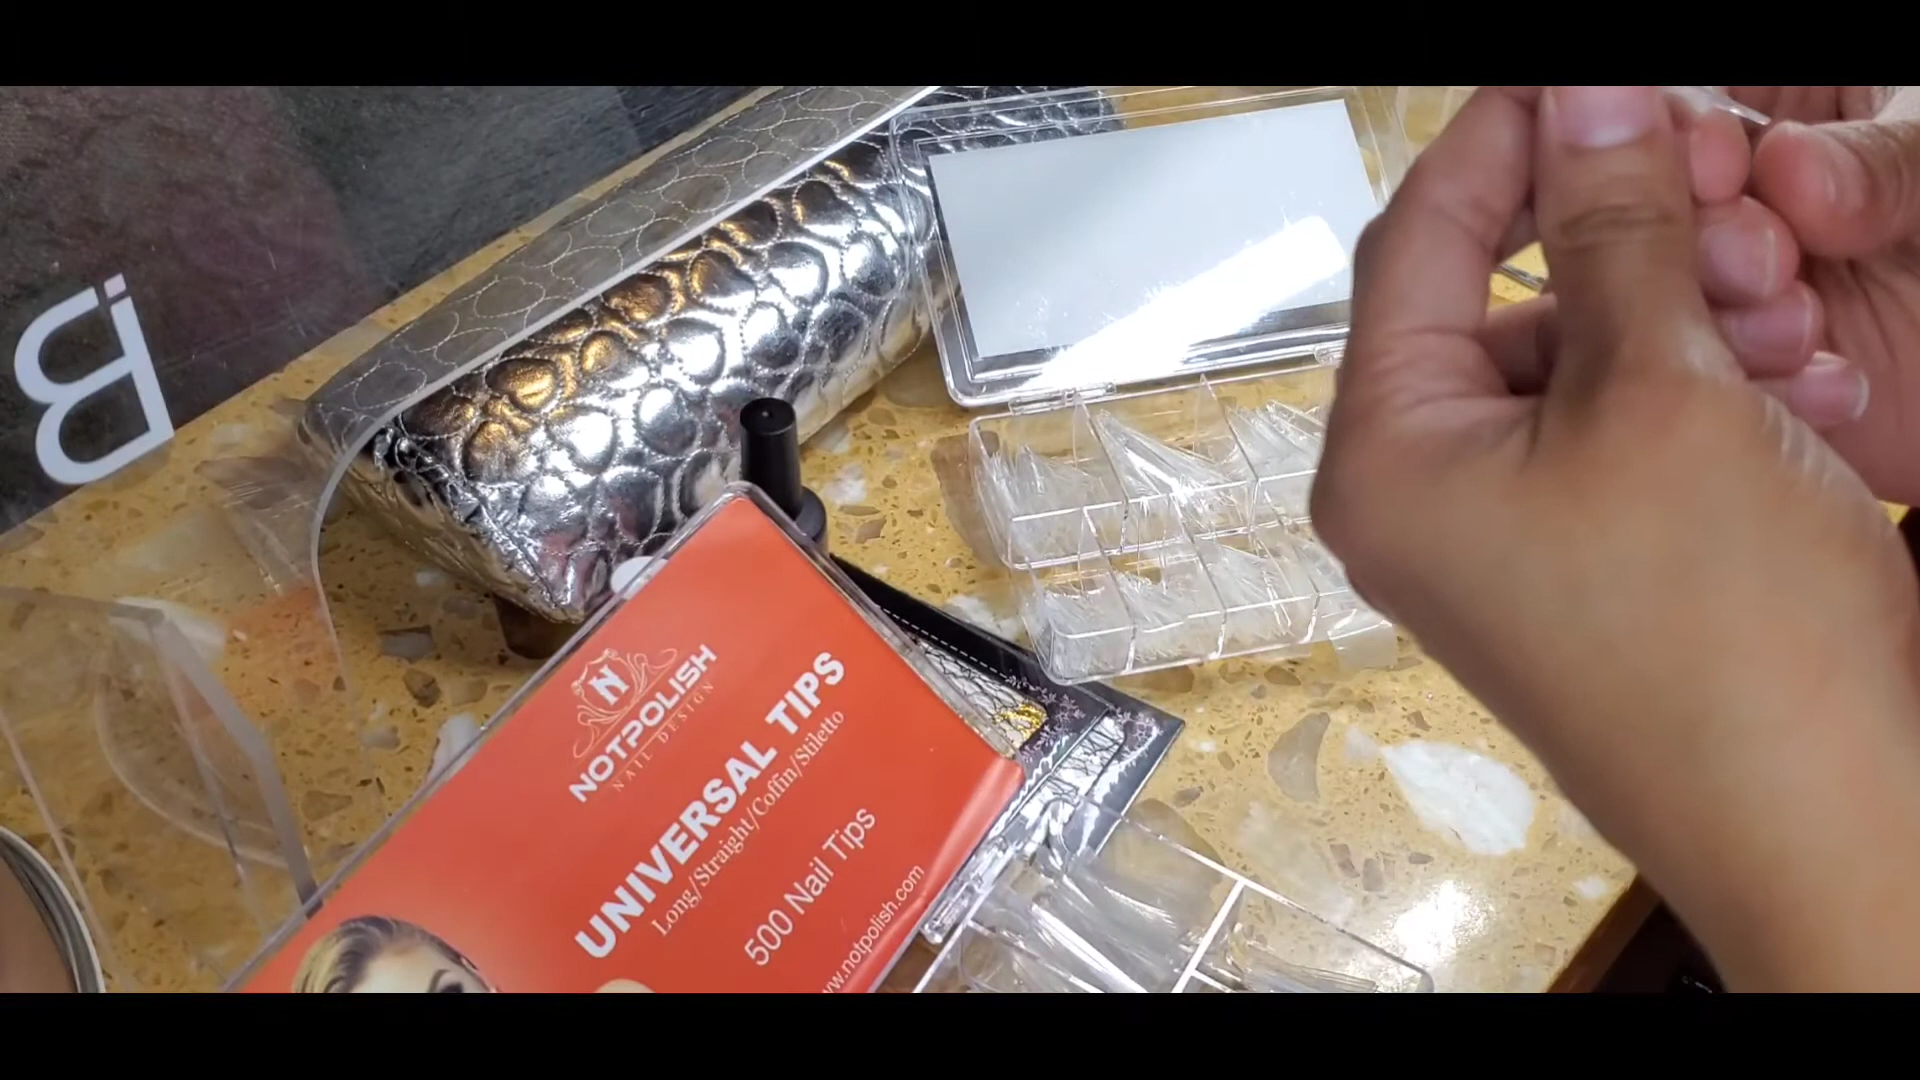 N
NOTPOLISH
NAIL DESIGN
UNIVERSAL TIPS
Long/Straight/Coffin/Stiletto
500 Nail Tips
www.notpolish.com